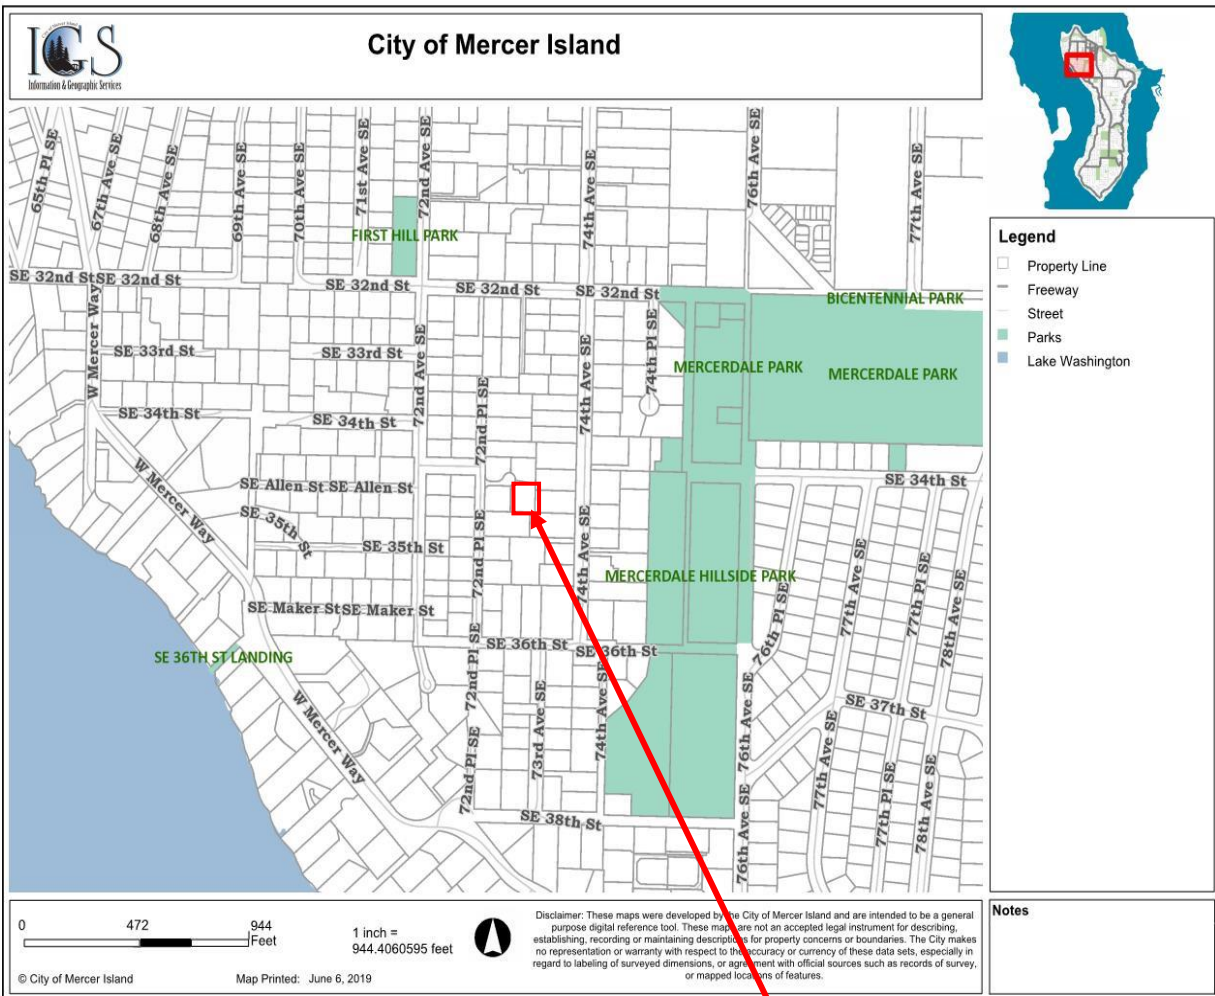 City of Mercer Island
IGS
Information & Geographic Services
65th Pl SE
67th Ave SE
68th Ave SE
69th Ave SE
70th Ave SE
71st Ave SE
72nd Ave SE
74th Ave SE
76th Ave SE
77th Ave SE
FIRST HILL PARK
SE 32nd St
SE 32nd St
SE 32nd St
SE 32nd St
SE 32nd St
BICENTENNIAL PARK
W Mercer Way
SE 33rd St
SE 33rd St
72nd Ave SE
72nd Pl SE
74th Ave SE
74th Pl SE
MERCERDALE PARK
MERCERDALE PARK
SE 34th St
SE 34th St
SE 34th St
W Mercer Way
SE Allen St
SE Allen St
SE 35th St
SE 35th St
72nd Pl SE
74th Ave SE
MERCERDALE HILLSIDE PARK
SE Maker St
SE Maker St
76th Pl SE
77th Ave SE
77th Pl SE
78th Ave SE
SE 36th St
SE 36th St
SE 36TH ST LANDING
W Mercer Way
72nd Pl SE
72nd Pl SE
73rd Ave SE
74th Ave SE
76th Ave SE
SE 37th St
77th Ave SE
77th Pl SE
78th Ave SE
SE 38th St
76th Ave SE
Legend
Property Line
Freeway
Street
Parks
Lake Washington
0 472 944
Feet
1 inch =
944.4060595 feet
© City of Mercer Island
Map Printed: June 6, 2019
Disclaimer: These maps were developed by the City of Mercer Island and are intended to be a general
purpose digital reference tool. These maps are not an accepted legal instrument for describing,
establishing, recording or maintaining descriptions for property concerns or boundaries. The City makes
no representation or warranty with respect to the accuracy or currency of these data sets, especially in
regard to labeling of surveyed dimensions, or agreement with official sources such as records of survey,
or mapped locations of features.
Notes